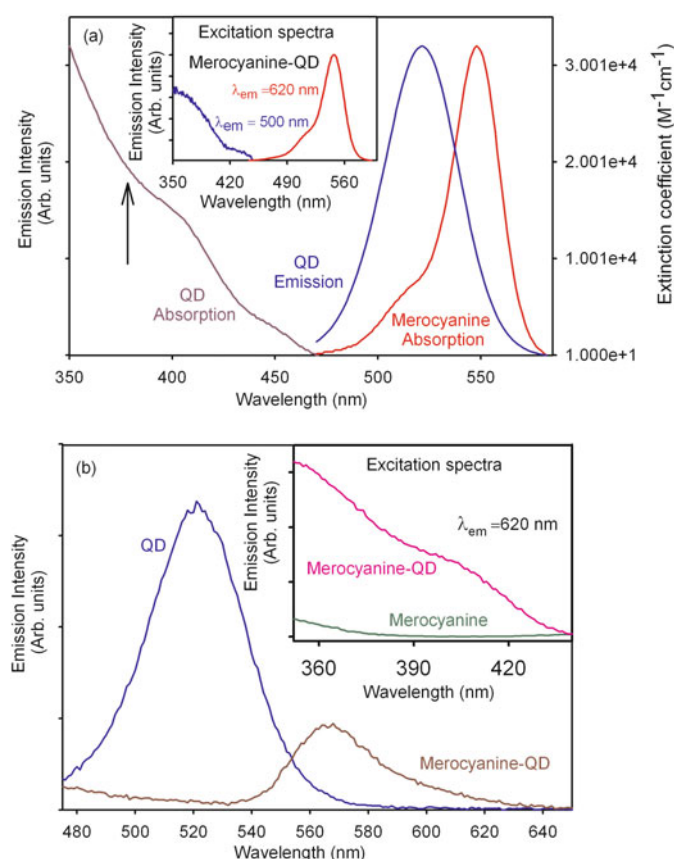 (a)
Excitation spectra
Merocyanine-QD
λem =620 nm
λem = 500 nm
Emission Intensity
(Arb. units)
350 420 490 560
Wavelength (nm)
Emission Intensity
(Arb. units)
QD
Absorption
QD
Emission
Merocyanine
Absorption
3.001e+4
2.001e+4
1.001e+4
1.000e+1
Extinction coefficient (M⁻¹cm⁻¹)
350 400 450 500 550
Wavelength (nm)
(b)
QD
Excitation spectra
λem =620 nm
Merocyanine-QD
Merocyanine
Emission Intensity
(Arb. units)
360 390 420
Wavelength (nm)
Emission Intensity
(Arb. units)
Merocyanine-QD
480 500 520 540 560 580 600 620 640
Wavelength (nm)